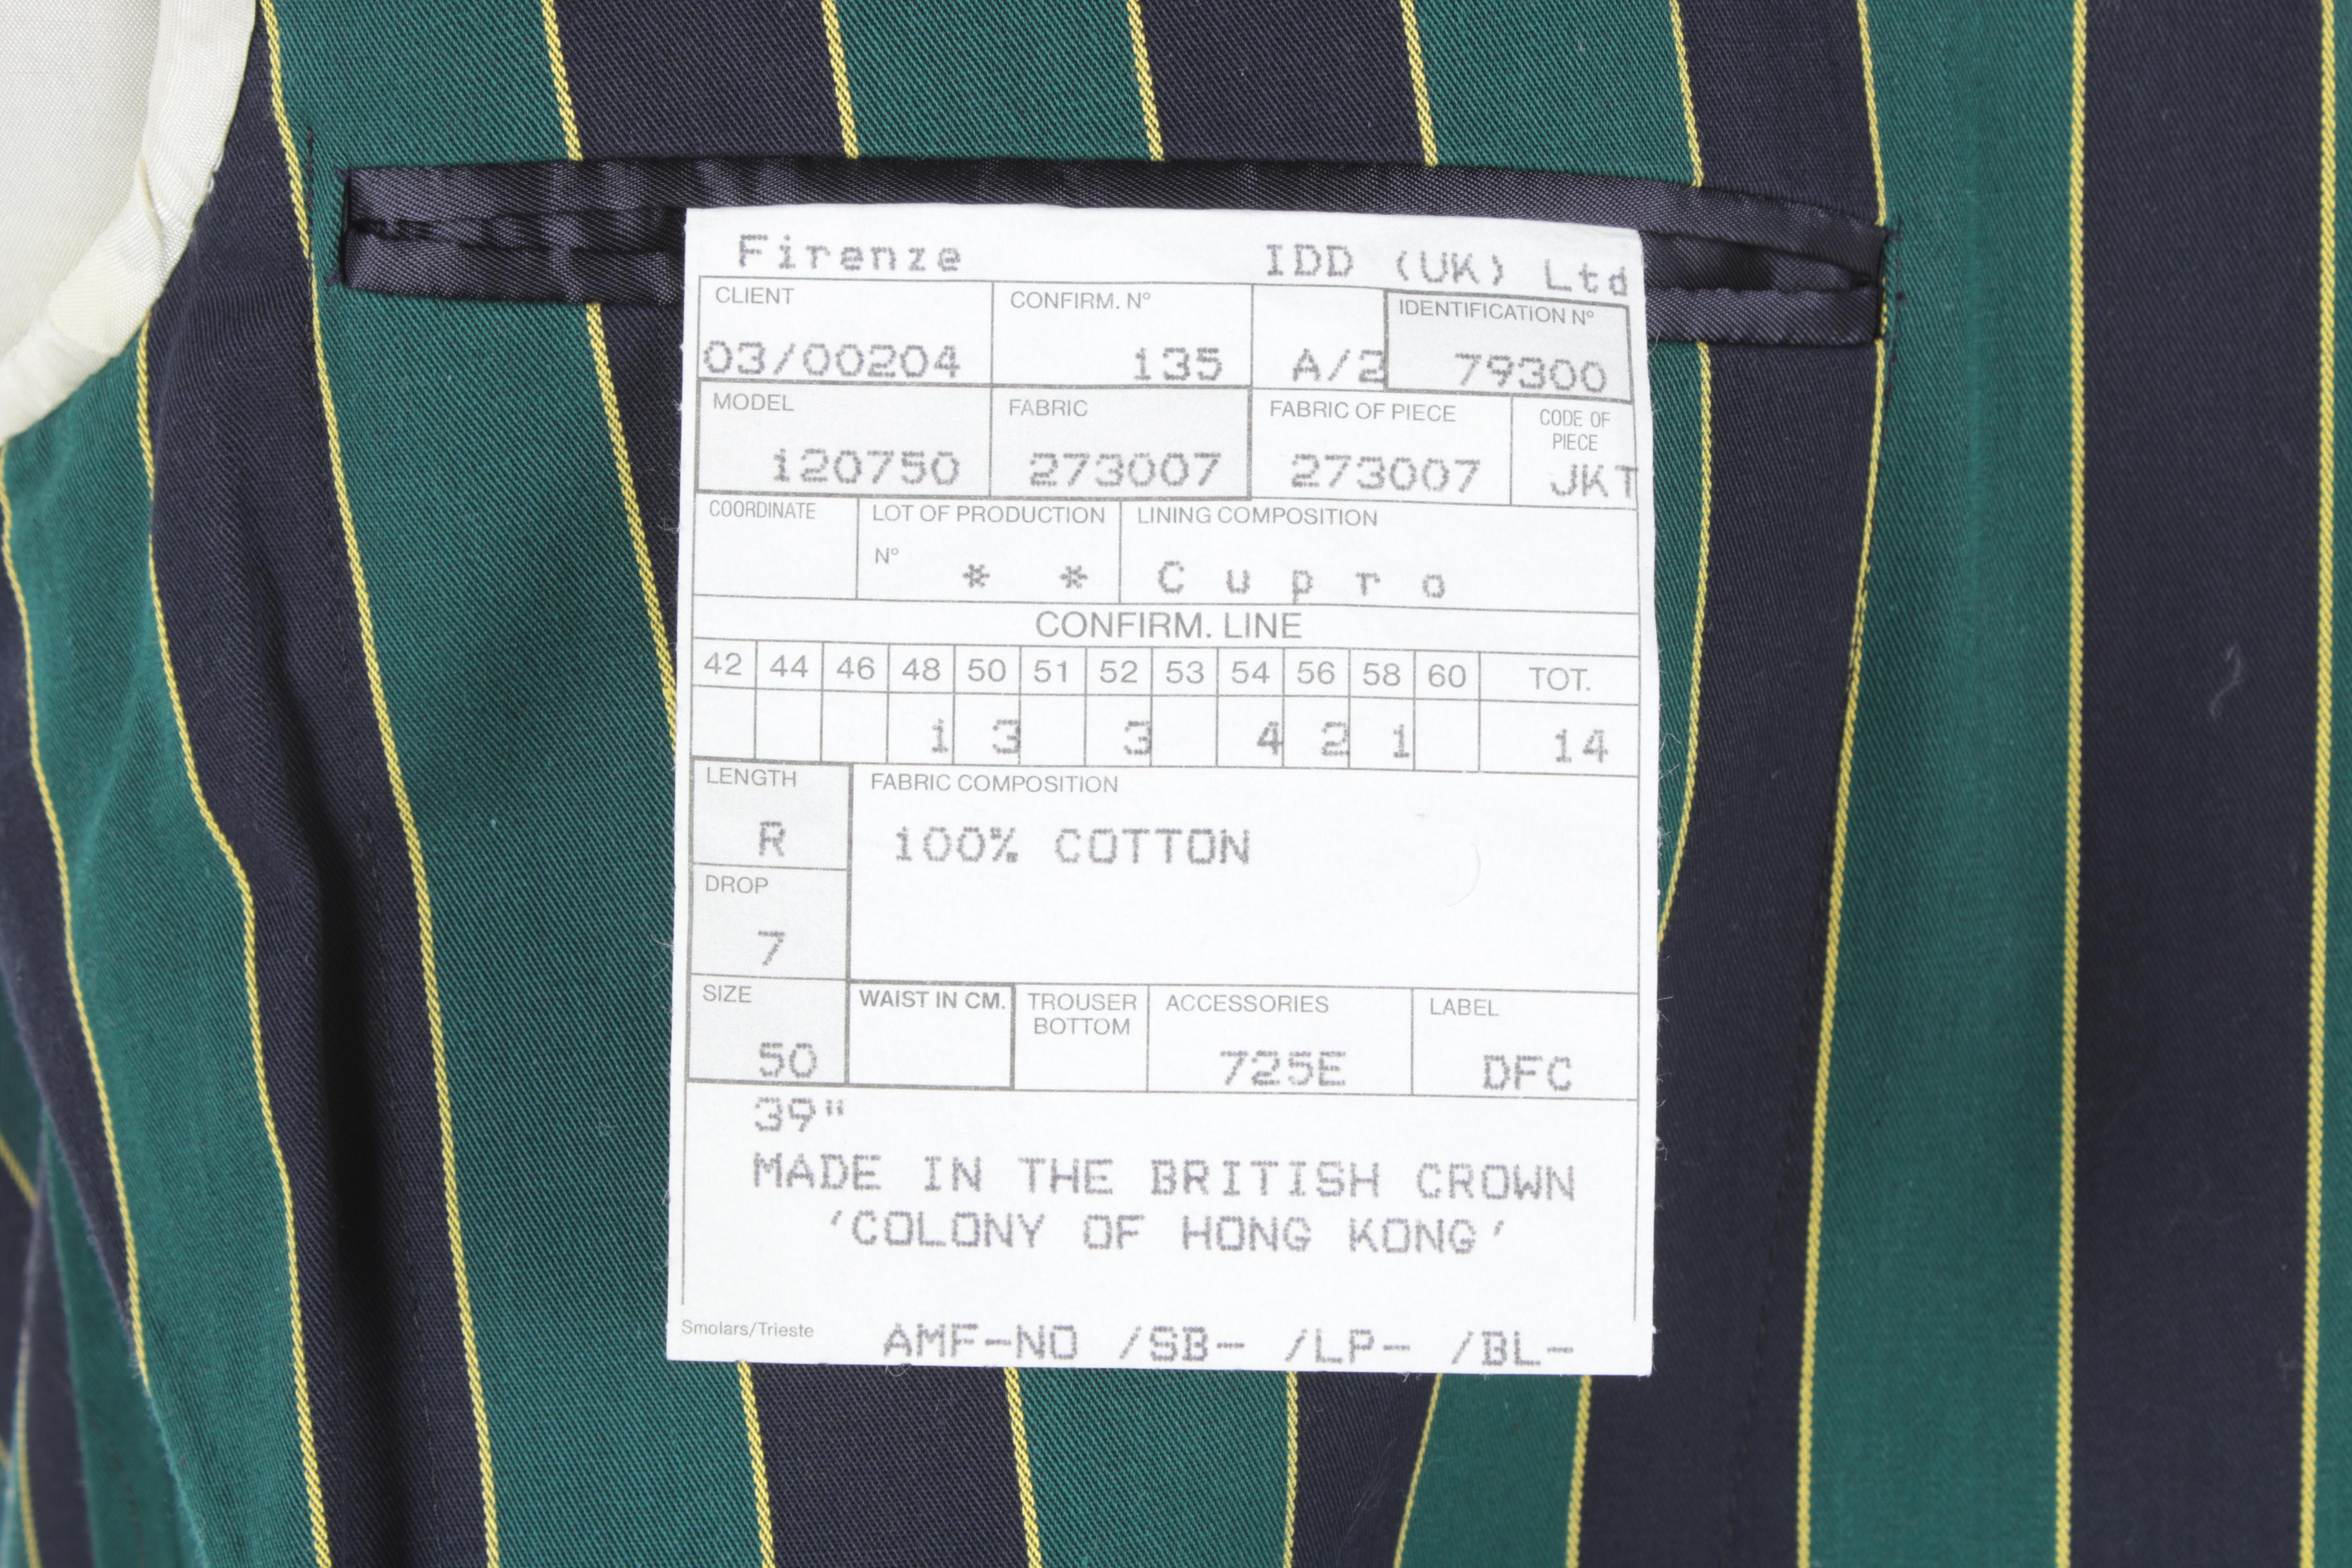 Firenze IDD (UK) Ltd
CLIENT CONFIRM. N° IDENTIFICATION N°
03/00204 135 A/2 79300
MODEL FABRIC FABRIC OF PIECE CODE OF PIECE
120750 273007 273007 JKT
COORDINATE LOT OF PRODUCTION LINING COMPOSITION
N° * * Cupro
CONFIRM. LINE
42 44 46 48 50 51 52 53 54 56 58 60 TOT.
1 3 3 4 2 1 14
LENGTH FABRIC COMPOSITION
R 100% COTTON
DROP
7
SIZE WAIST IN CM. TROUSER BOTTOM ACCESSORIES LABEL
50 725E DFC
39"
MADE IN THE BRITISH CROWN
'COLONY OF HONG KONG'
Smolars/Trieste AMF-NO /SB- /LP- /BL-